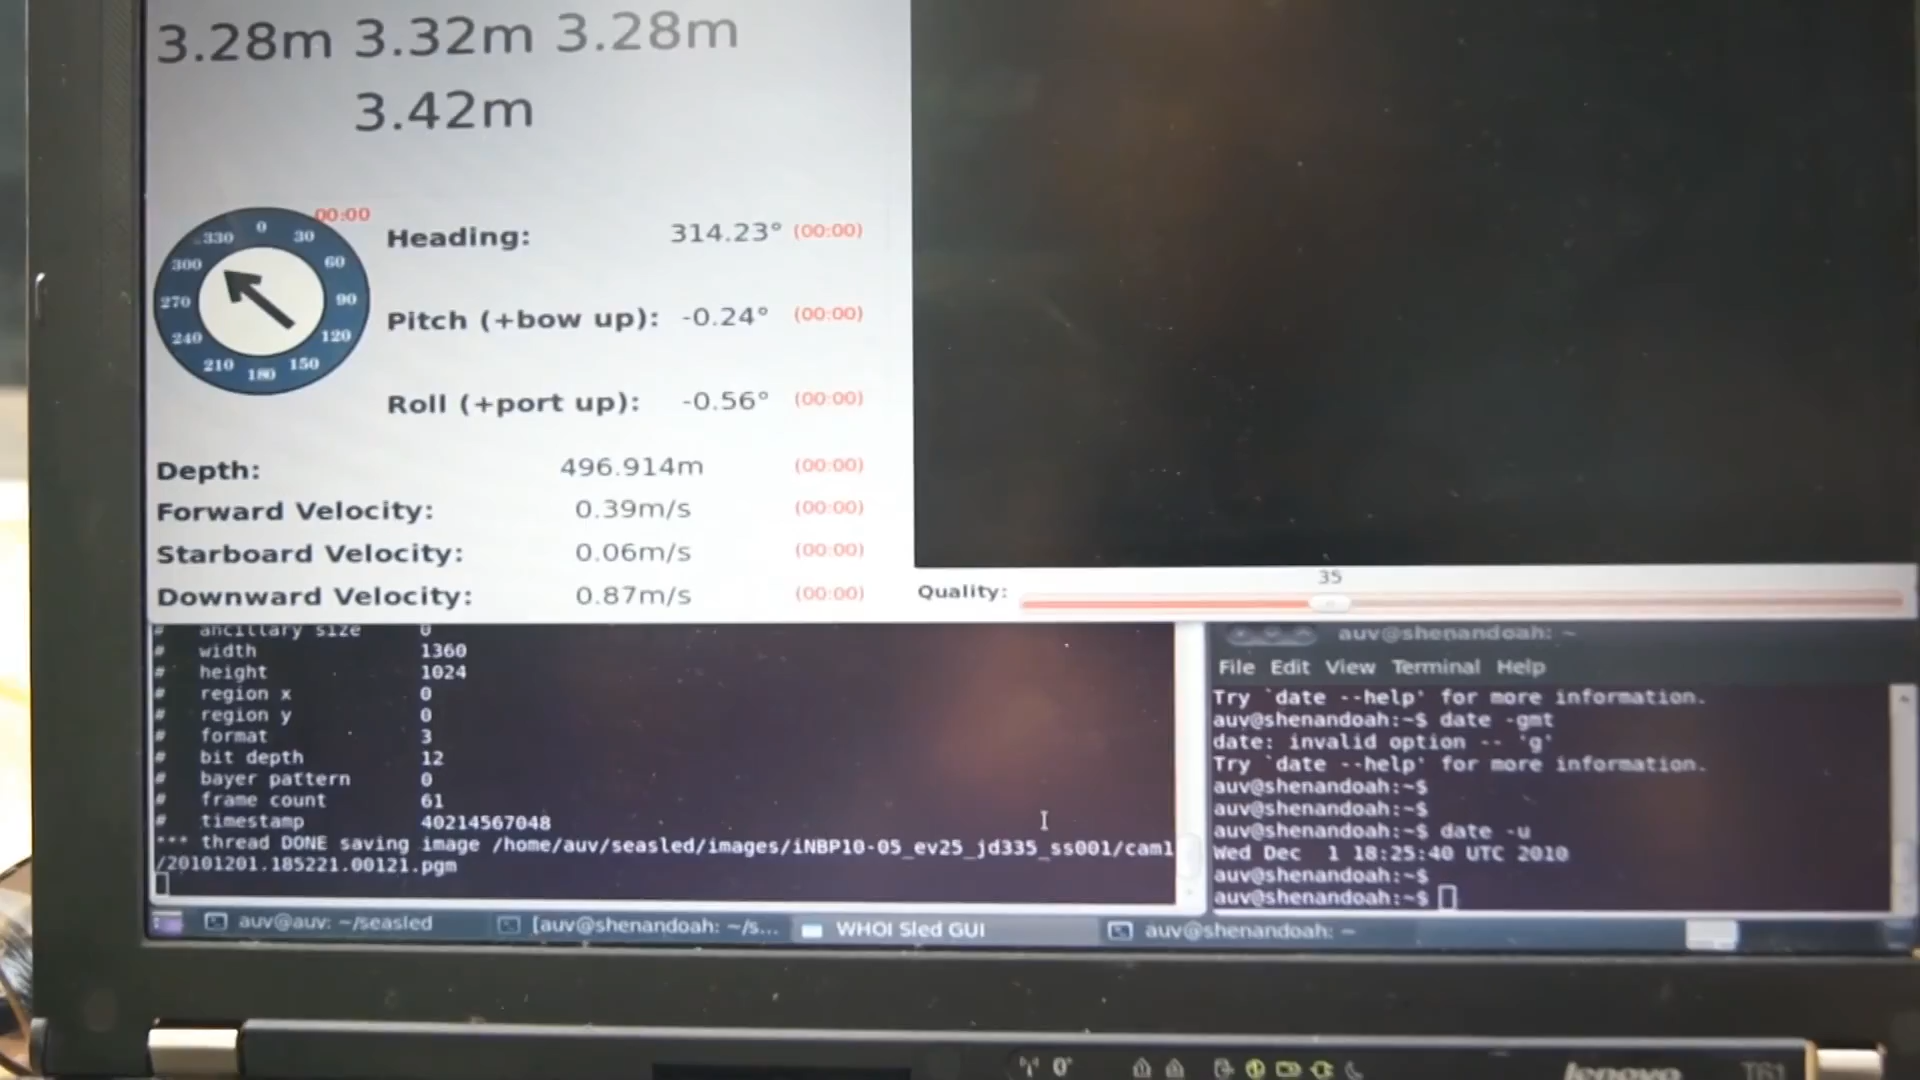 3.28m 3.32m 3.28m
3.42m
00:00
0
30
60
90
120
150
180
210
240
270
300
330
Heading: 314.23° (00:00)
Pitch (+bow up): -0.24° (00:00)
Roll (+port up): -0.56° (00:00)
Depth: 496.914m (00:00)
Forward Velocity: 0.39m/s (00:00)
Starboard Velocity: 0.06m/s (00:00)
Downward Velocity: 0.87m/s (00:00)
Quality: 35
# ancillary size 0
# width 1360
# height 1024
# region x 0
# region y 0
# format 3
# bit depth 12
# bayer pattern 0
# frame count 61
# timestamp 40214567048
*** thread DONE saving image /home/auv/seasled/images/iNBP10-05_ev25_jd335_ss001/cam1
/20101201.185221.00121.pgm
auv@shenandoah: ~
File Edit View Terminal Help
Try `date --help' for more information.
auv@shenandoah:~$ date -gmt
date: invalid option -- 'g'
Try `date --help' for more information.
auv@shenandoah:~$
auv@shenandoah:~$
auv@shenandoah:~$ date -u
Wed Dec 1 18:25:40 UTC 2010
auv@shenandoah:~$
auv@shenandoah:~$
auv@auv: ~/seasled [auv@shenandoah: ~/s... WHOI Sled GUI auv@shenandoah: ~
lenovo T61